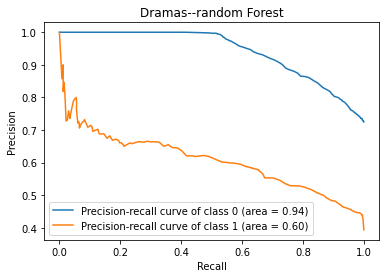 Dramas--random Forest
1.0
0.9
0.8
0.7
0.6
0.5
0.4
Precision
Precision-recall curve of class 0 (area = 0.94)
Precision-recall curve of class 1 (area = 0.60)
0.0 0.2 0.4 0.6 0.8 1.0
Recall